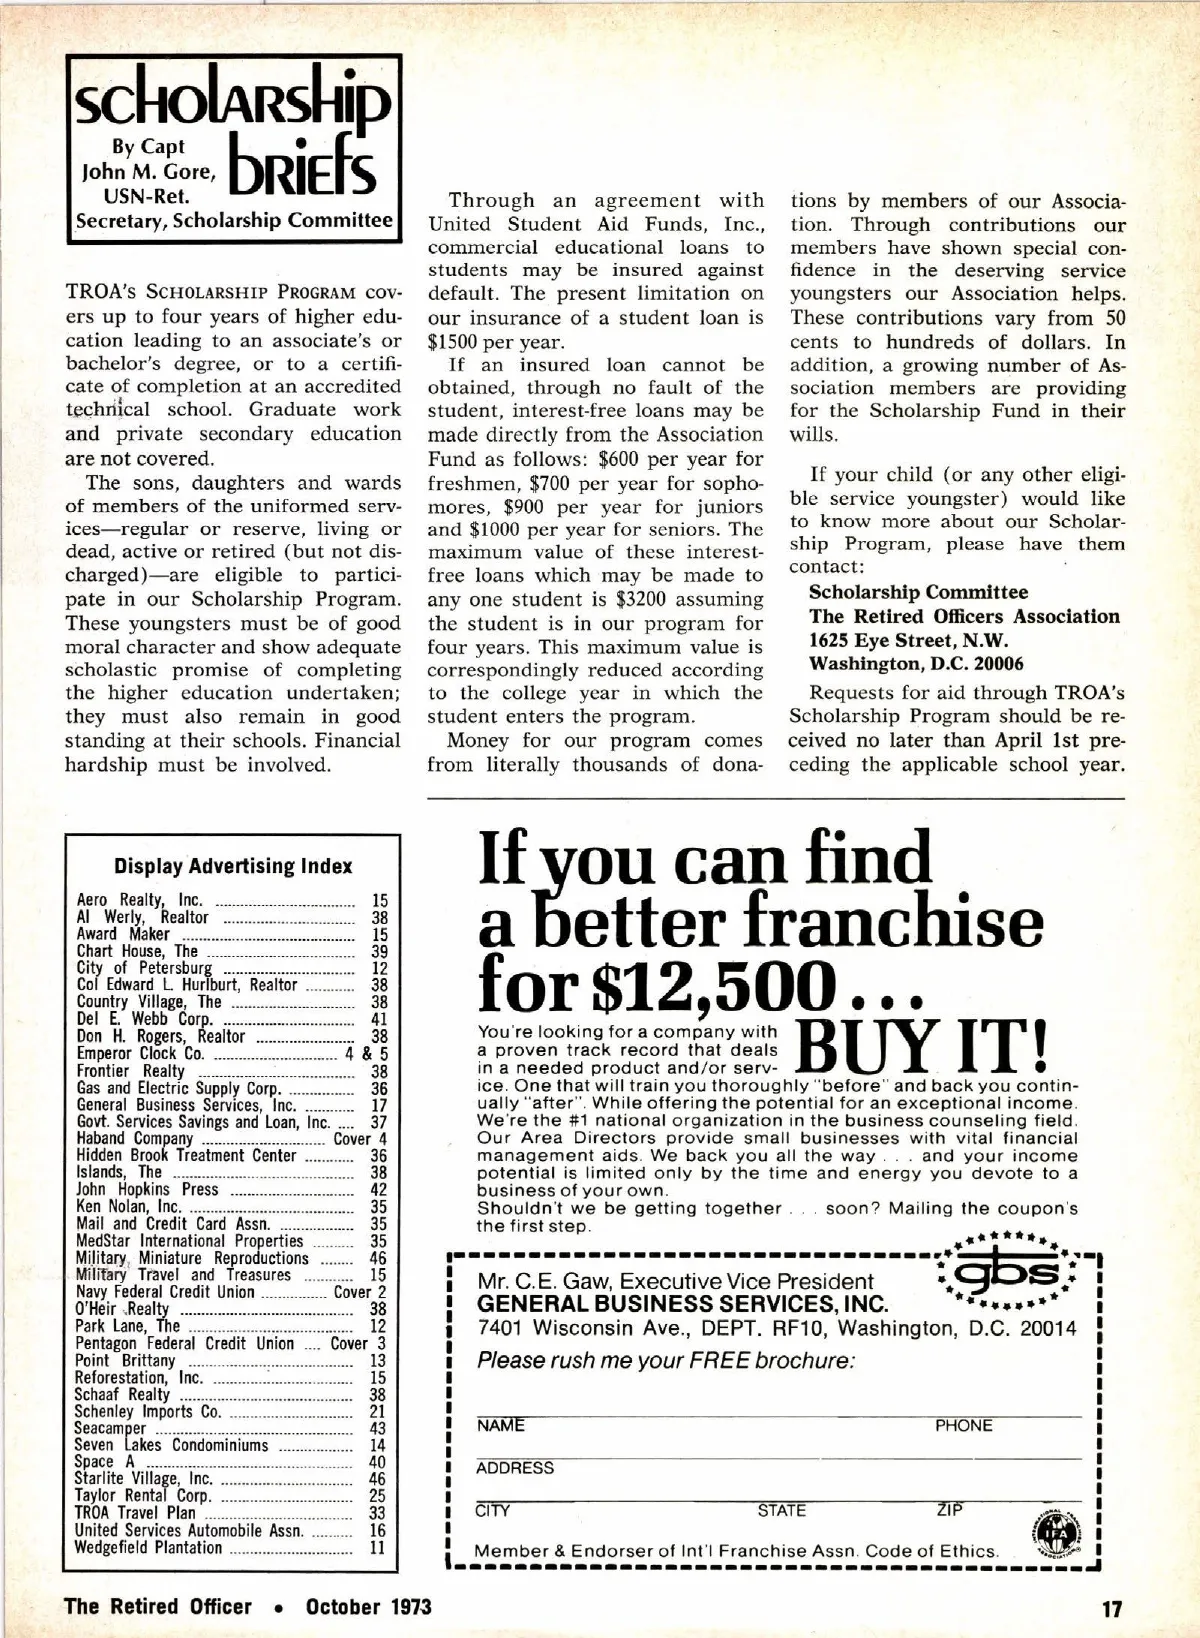 scholarship
briefs
By Capt
John M. Gore,
USN-Ret.
Secretary, Scholarship Committee
TROA's Scholarship Program cov-
ers up to four years of higher edu-
cation leading to an associate's or
bachelor's degree, or to a certifi-
cate of completion at an accredited
technical school. Graduate work
and private secondary education
are not covered.
The sons, daughters and wards
of members of the uniformed serv-
ices—regular or reserve, living or
dead, active or retired (but not dis-
charged)—are eligible to partici-
pate in our Scholarship Program.
These youngsters must be of good
moral character and show adequate
scholastic promise of completing
the higher education undertaken;
they must also remain in good
standing at their schools. Financial
hardship must be involved.
Through an agreement with
United Student Aid Funds, Inc.,
commercial educational loans to
students may be insured against
default. The present limitation on
our insurance of a student loan is
$1500 per year.
If an insured loan cannot be
obtained, through no fault of the
student, interest-free loans may be
made directly from the Association
Fund as follows: $600 per year for
freshmen, $700 per year for sopho-
mores, $900 per year for juniors
and $1000 per year for seniors. The
maximum value of these interest-
free loans which may be made to
any one student is $3200 assuming
the student is in our program for
four years. This maximum value is
correspondingly reduced according
to the college year in which the
student enters the program.
Money for our program comes
from literally thousands of dona-
tions by members of our Associa-
tion. Through contributions our
members have shown special con-
fidence in the deserving service
youngsters our Association helps.
These contributions vary from 50
cents to hundreds of dollars. In
addition, a growing number of As-
sociation members are providing
for the Scholarship Fund in their
wills.
If your child (or any other eligi-
ble service youngster) would like
to know more about our Scholar-
ship Program, please have them
contact:
Scholarship Committee
The Retired Officers Association
1625 Eye Street, N.W.
Washington, D.C. 20006
Requests for aid through TROA's
Scholarship Program should be re-
ceived no later than April 1st pre-
ceding the applicable school year.
Display Advertising Index
Aero Realty, Inc. 15
Al Werly, Realtor 38
Award Maker 15
Chart House, The 39
City of Petersburg 12
Col Edward L. Hurlburt, Realtor 38
Country Village, The 38
Del E. Webb Corp. 41
Don H. Rogers, Realtor 38
Emperor Clock Co. 4 & 5
Frontier Realty 38
Gas and Electric Supply Corp. 36
General Business Services, Inc. 17
Govt. Services Savings and Loan, Inc. 37
Haband Company Cover 4
Hidden Brook Treatment Center 36
Islands, The 38
John Hopkins Press 42
Ken Nolan, Inc. 35
Mail and Credit Card Assn. 35
MedStar International Properties 35
Military Miniature Reproductions 46
Military Travel and Treasures 15
Navy Federal Credit Union Cover 2
O'Heir Realty 38
Park Lane, The 12
Pentagon Federal Credit Union Cover 3
Point Brittany 13
Reforestation, Inc. 15
Schaaf Realty 38
Schenley Imports Co. 21
Seacamper 43
Seven Lakes Condominiums 14
Space A 40
Starlite Village, Inc. 46
Taylor Rental Corp. 25
TROA Travel Plan 33
United Services Automobile Assn. 16
Wedgefield Plantation 11
If you can find
a better franchise
for $12,500...
BUY IT!
You're looking for a company with
a proven track record that deals
in a needed product and/or serv-
ice. One that will train you thoroughly "before" and back you contin-
ually "after". While offering the potential for an exceptional income.
We're the #1 national organization in the business counseling field.
Our Area Directors provide small businesses with vital financial
management aids. We back you all the way . . . and your income
potential is limited only by the time and energy you devote to a
business of your own.
Shouldn't we be getting together . . . soon? Mailing the coupon's
the first step.
gbs
Mr. C.E. Gaw, Executive Vice President
GENERAL BUSINESS SERVICES, INC.
7401 Wisconsin Ave., DEPT. RF10, Washington, D.C. 20014
Please rush me your FREE brochure:
NAME PHONE
ADDRESS
CITY STATE ZIP
Member & Endorser of Int'l Franchise Assn. Code of Ethics.
INTERNATIONAL FRANCHISE ASSOCIATION
IFA
The Retired Officer • October 1973
17